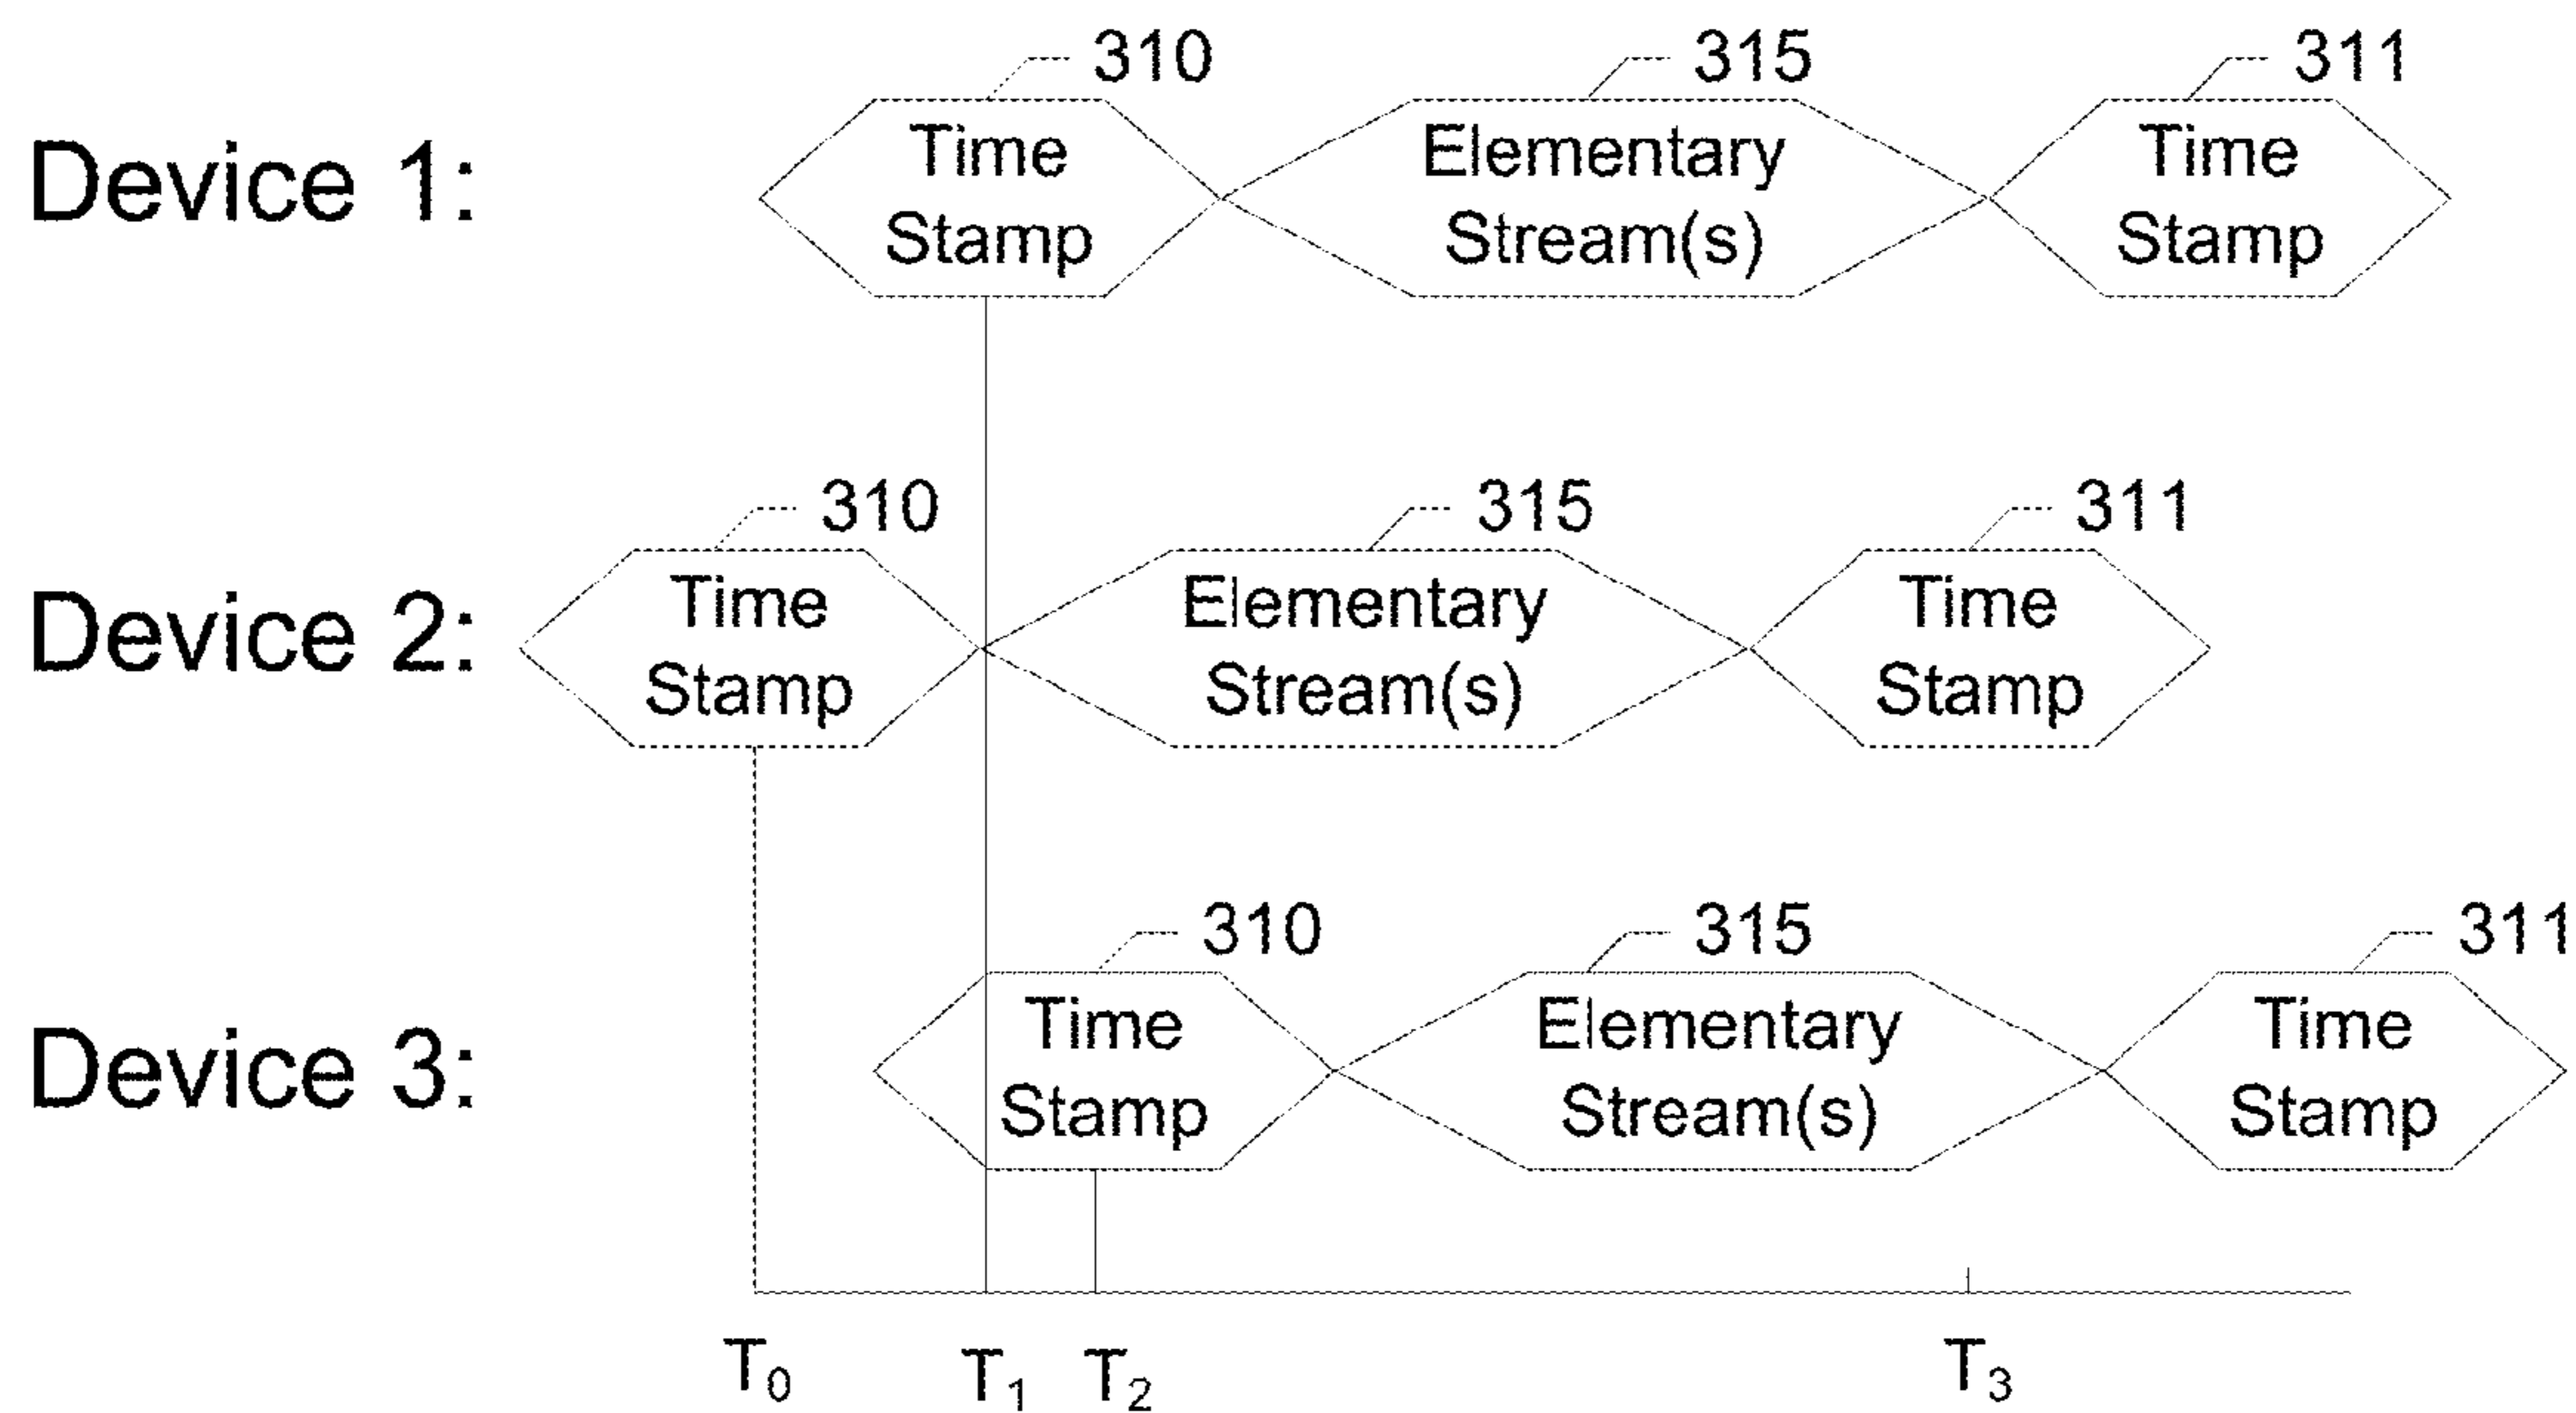 310 315 311
Device 1:
Time Stamp
Elementary Stream(s)
Time Stamp
310 315 311
Device 2:
Time Stamp
Elementary Stream(s)
Time Stamp
310 315 311
Device 3:
Time Stamp
Elementary Stream(s)
Time Stamp
T0 T1 T2 T3